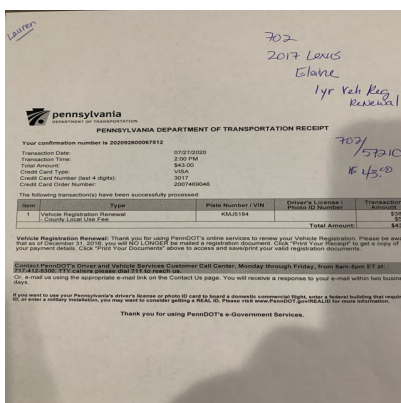 Lauren
702
2017 Lexus
Elaine
1yr Veh Reg
Renewal
pennsylvania
DEPARTMENT OF TRANSPORTATION
PENNSYLVANIA DEPARTMENT OF TRANSPORTATION RECEIPT
Your confirmation number is 202092600067512
702/
5721C
Transaction Date: 07/27/2020
Transaction Time: 2:00 PM
Total Amount: $43.00
Credit Card Type: VISA
Credit Card Number (last 4 digits): 3017
Credit Card Order Number: 2007469046
The following transaction(s) have been successfully processed:
Item Type Plate Number / VIN Driver's License / Photo ID Number Transaction Amount
1 Vehicle Registration Renewal KMJ5184 $38
- County Local Use Fee $5
Total Amount: $43
Vehicle Registration Renewal: Thank you for using PennDOT's online services to renew your Vehicle Registration. Please be
that as of December 31, 2016, you will NO LONGER be mailed a registration document. Click "Print Your Receipt" to get a copy of
your payment details. Click "Print Your Documents" above to access and save/print your valid registration documents.
Contact PennDOT's Driver and Vehicle Services Customer Call Center, Monday through Friday, from 8am-5pm ET at:
717-412-5300. TTY callers please dial 711 to reach us.
Or, e-mail us using the appropriate e-mail link on the Contact Us page. You will receive a response to your e-mail within two
days.
If you want to use your Pennsylvania's driver's license or photo ID card to board a domestic commercial flight, enter a federal building that
ID, or enter a military installation, you may want to consider getting a REAL ID. Please visit www.PennDOT.gov/REALID for more information.
Thank you for using PennDOT's e-Government Services.